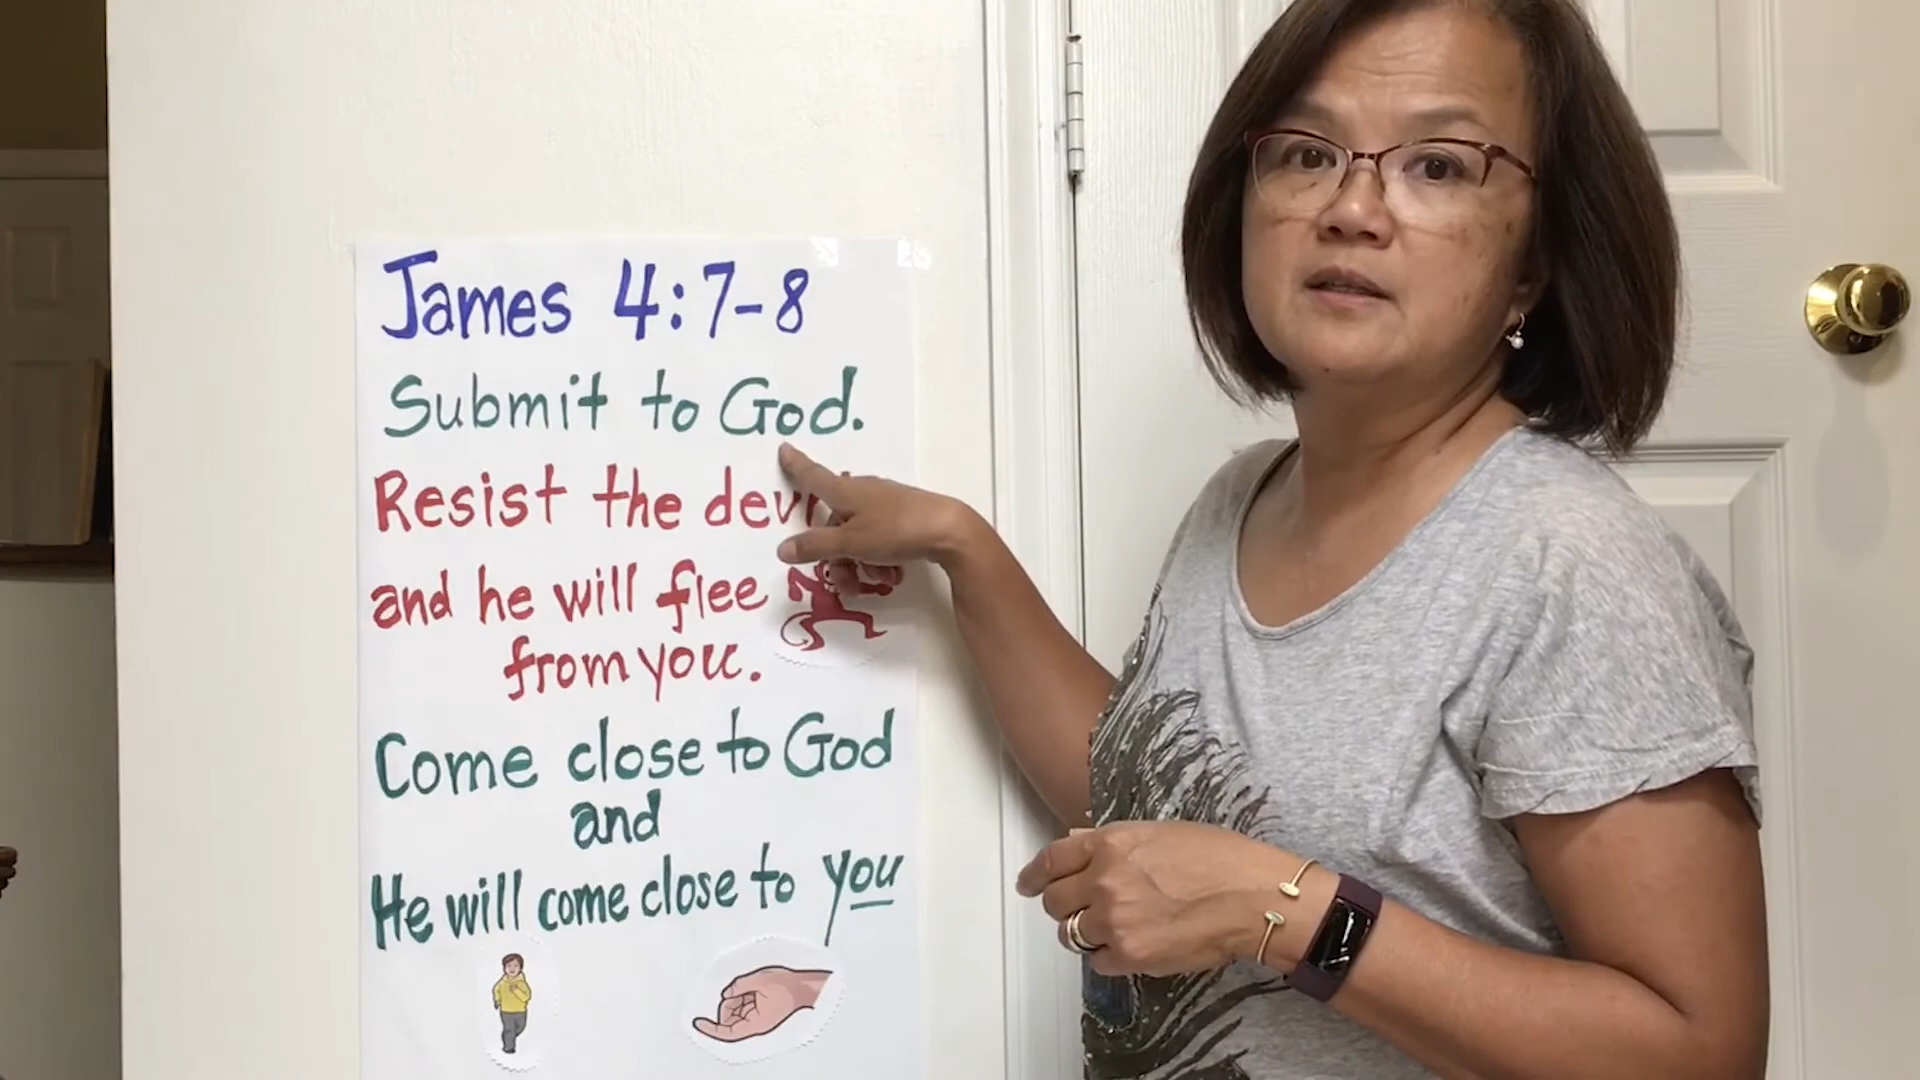 James 4:7-8
Submit to God.
Resist the devil
and he will flee
from you.
Come close to God
and
He will come close to you